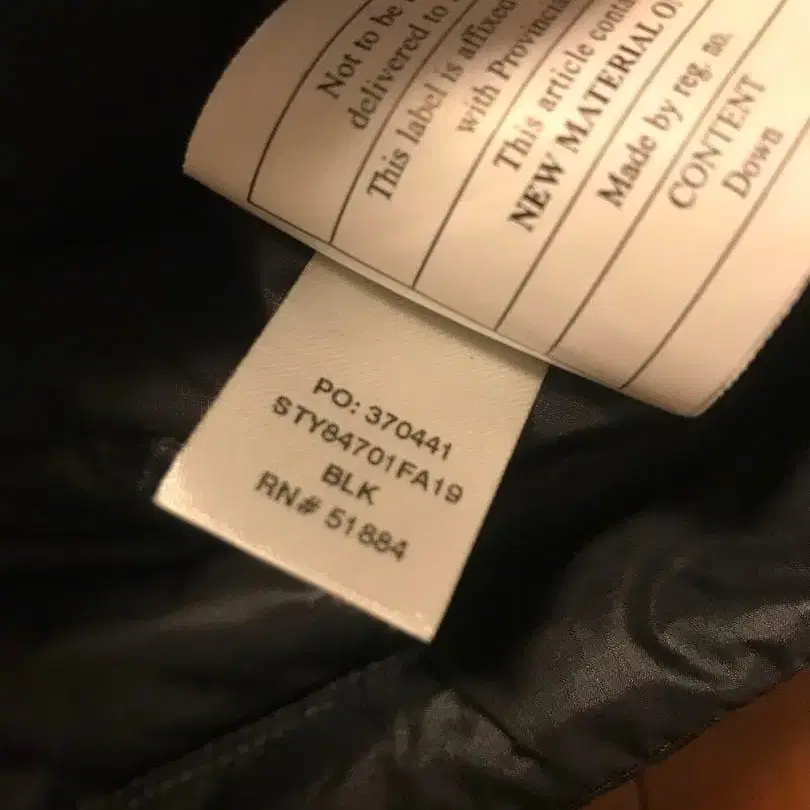 Not to be
delivered to
This label is affixed
with Provincial
This article
NEW MATERIAL
Made by reg. no.
CONTENT
Down
PO: 370441
STY84701FA19
BLK
RN# 51884